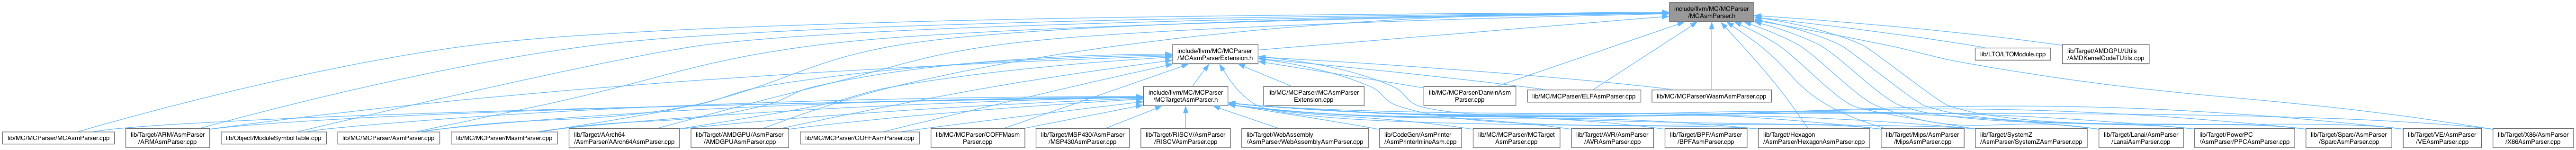 include/llvm/MC/MCParser
/MCAsmParser.h
include/llvm/MC/MCParser
/MCAsmParserExtension.h
lib/LTO/LTOModule.cpp
lib/Target/AMDGPU/Utils
/AMDKernelCodeTUtils.cpp
include/llvm/MC/MCParser
/MCTargetAsmParser.h
lib/MC/MCParser/MCAsmParser
Extension.cpp
lib/MC/MCParser/DarwinAsm
Parser.cpp
lib/MC/MCParser/ELFAsmParser.cpp
lib/MC/MCParser/WasmAsmParser.cpp
lib/MC/MCParser/MCAsmParser.cpp
lib/Target/ARM/AsmParser
/ARMAsmParser.cpp
lib/Object/ModuleSymbolTable.cpp
lib/MC/MCParser/AsmParser.cpp
lib/MC/MCParser/MasmParser.cpp
lib/Target/AArch64
/AsmParser/AArch64AsmParser.cpp
lib/Target/AMDGPU/AsmParser
/AMDGPUAsmParser.cpp
lib/MC/MCParser/COFFAsmParser.cpp
lib/MC/MCParser/COFFMasm
Parser.cpp
lib/Target/MSP430/AsmParser
/MSP430AsmParser.cpp
lib/Target/RISCV/AsmParser
/RISCVAsmParser.cpp
lib/Target/WebAssembly
/AsmParser/WebAssemblyAsmParser.cpp
lib/CodeGen/AsmPrinter
/AsmPrinterInlineAsm.cpp
lib/MC/MCParser/MCTarget
AsmParser.cpp
lib/Target/AVR/AsmParser
/AVRAsmParser.cpp
lib/Target/BPF/AsmParser
/BPFAsmParser.cpp
lib/Target/Hexagon
/AsmParser/HexagonAsmParser.cpp
lib/Target/Mips/AsmParser
/MipsAsmParser.cpp
lib/Target/SystemZ
/AsmParser/SystemZAsmParser.cpp
lib/Target/Lanai/AsmParser
/LanaiAsmParser.cpp
lib/Target/PowerPC
/AsmParser/PPCAsmParser.cpp
lib/Target/Sparc/AsmParser
/SparcAsmParser.cpp
lib/Target/VE/AsmParser
/VEAsmParser.cpp
lib/Target/X86/AsmParser
/X86AsmParser.cpp